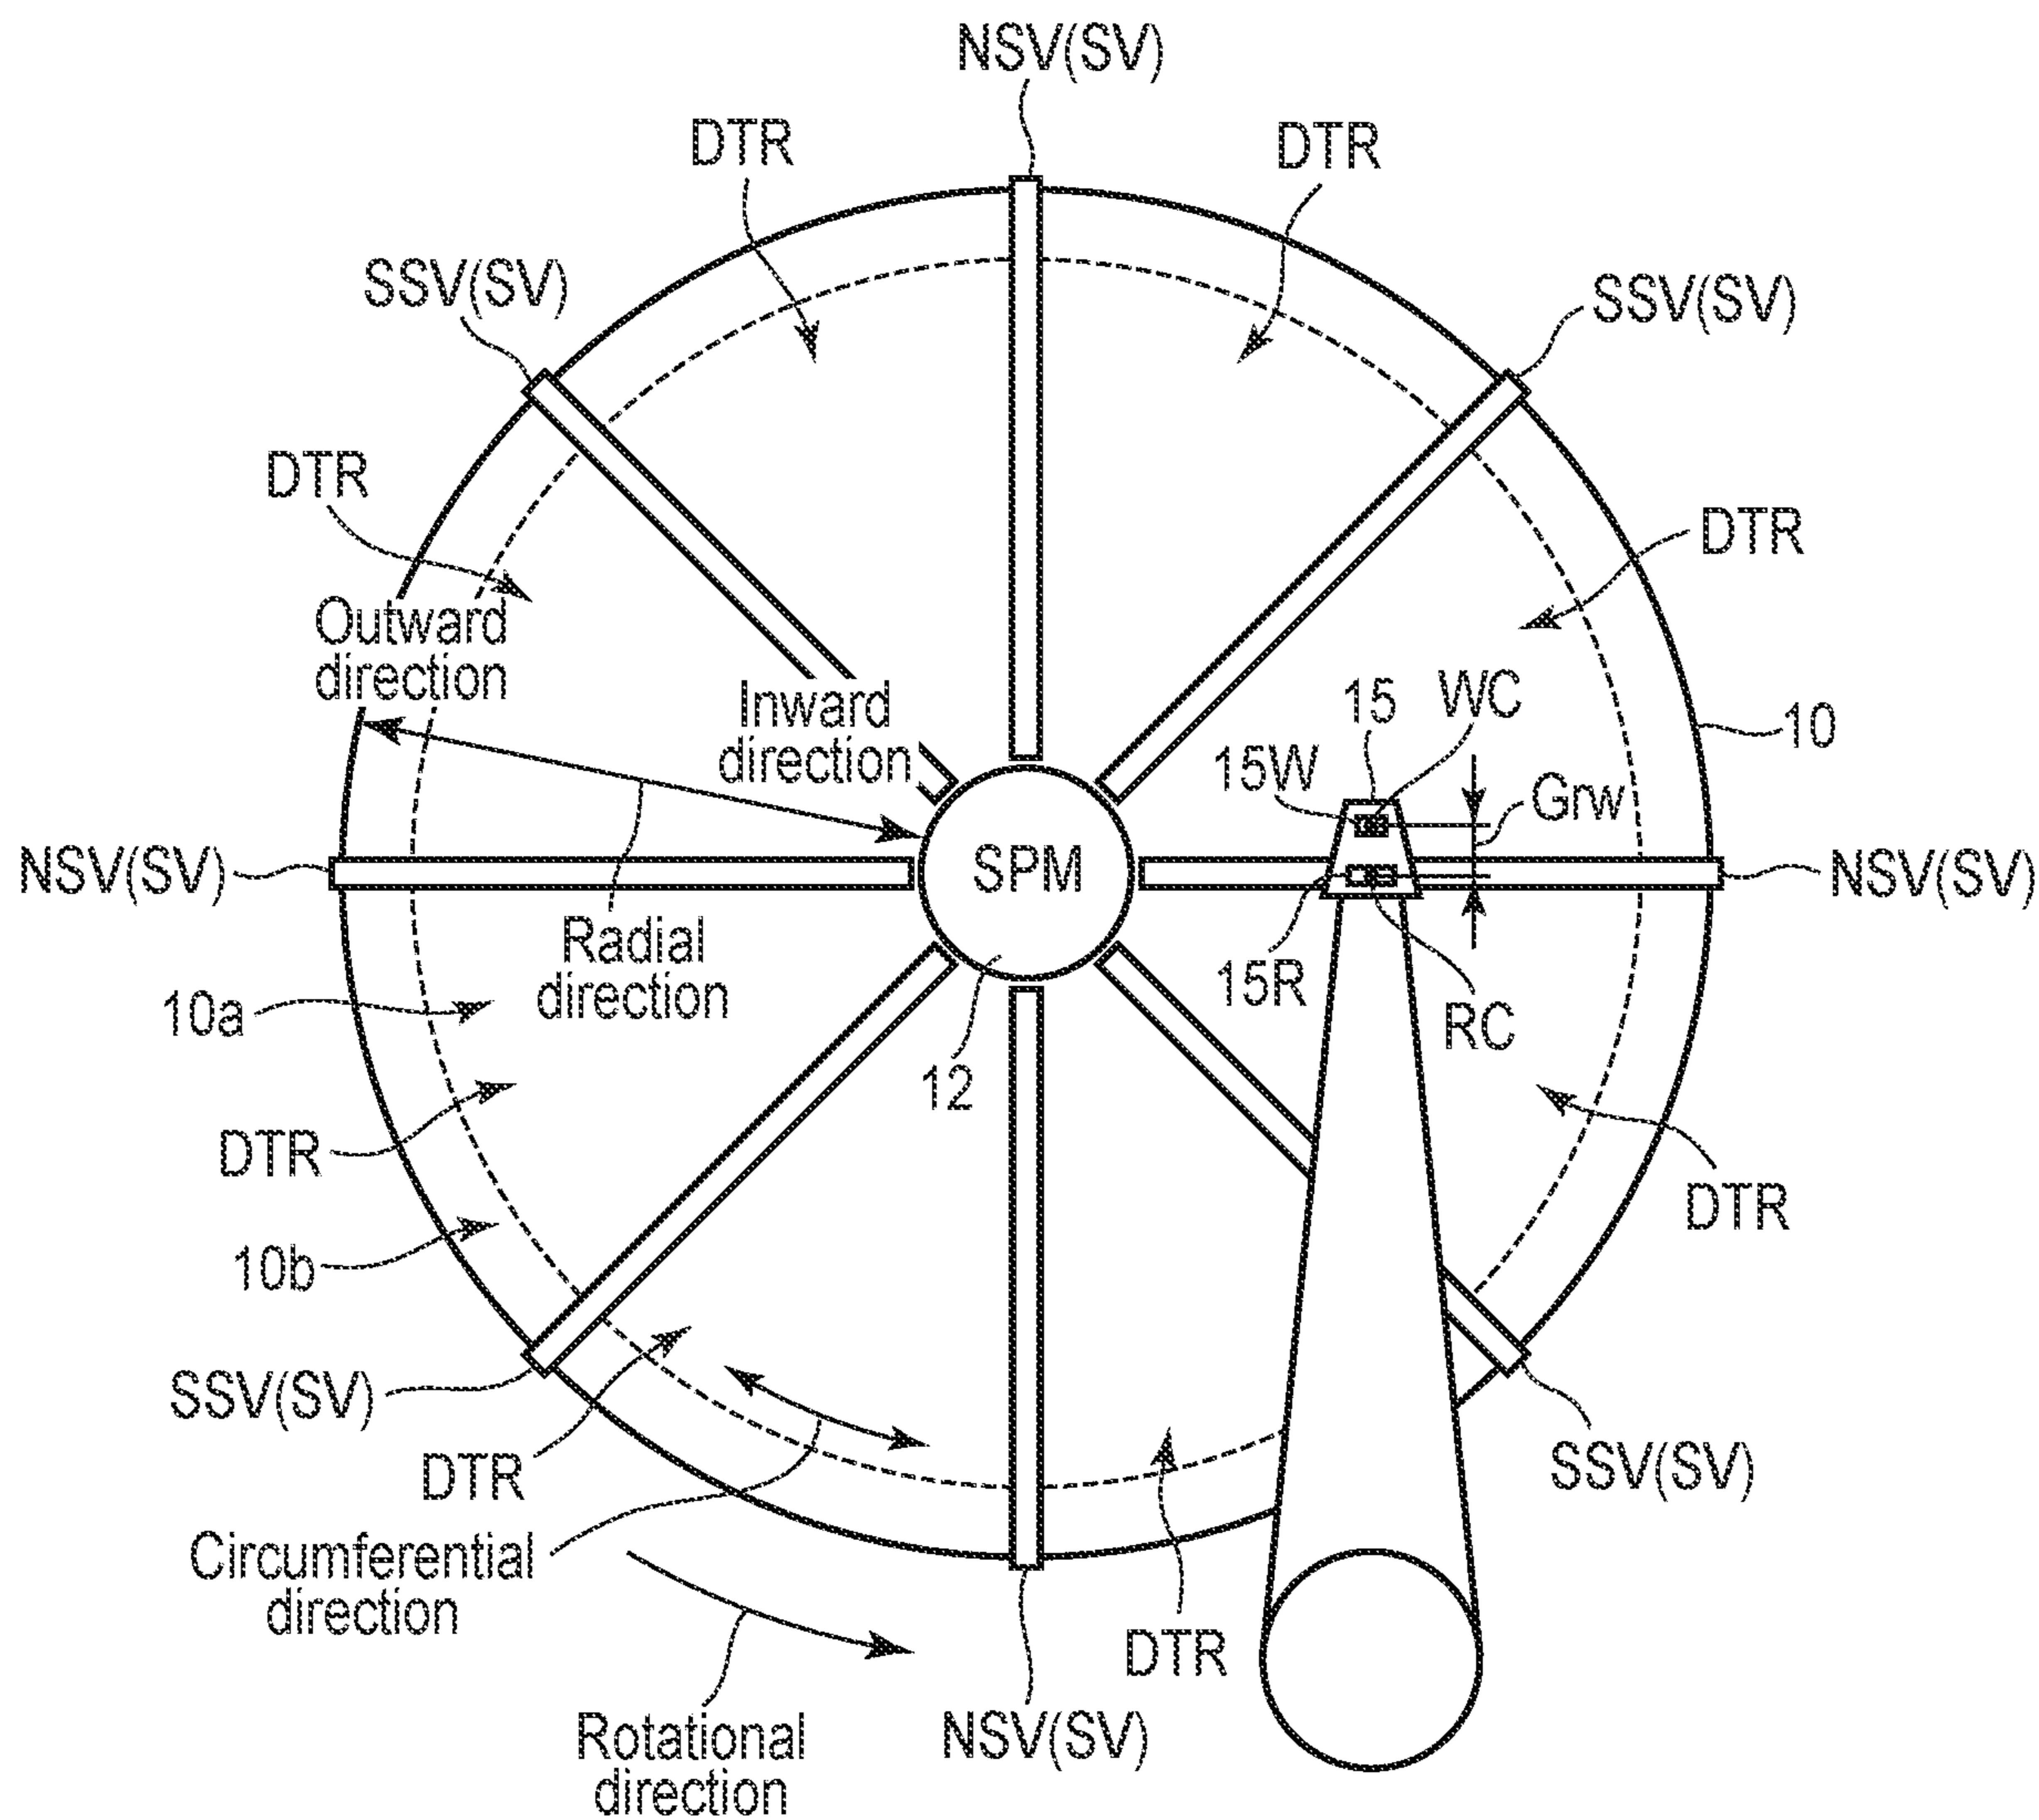 NSV(SV)
DTR
DTR
SSV(SV)
SSV(SV)
DTR
DTR
Outward
direction
Inward
direction
15
WC
10
15W
Grw
NSV(SV)
SPM
NSV(SV)
Radial
direction
15R
RC
10a
12
DTR
DTR
10b
SSV(SV)
DTR
SSV(SV)
Circumferential
direction
DTR
Rotational
direction
NSV(SV)